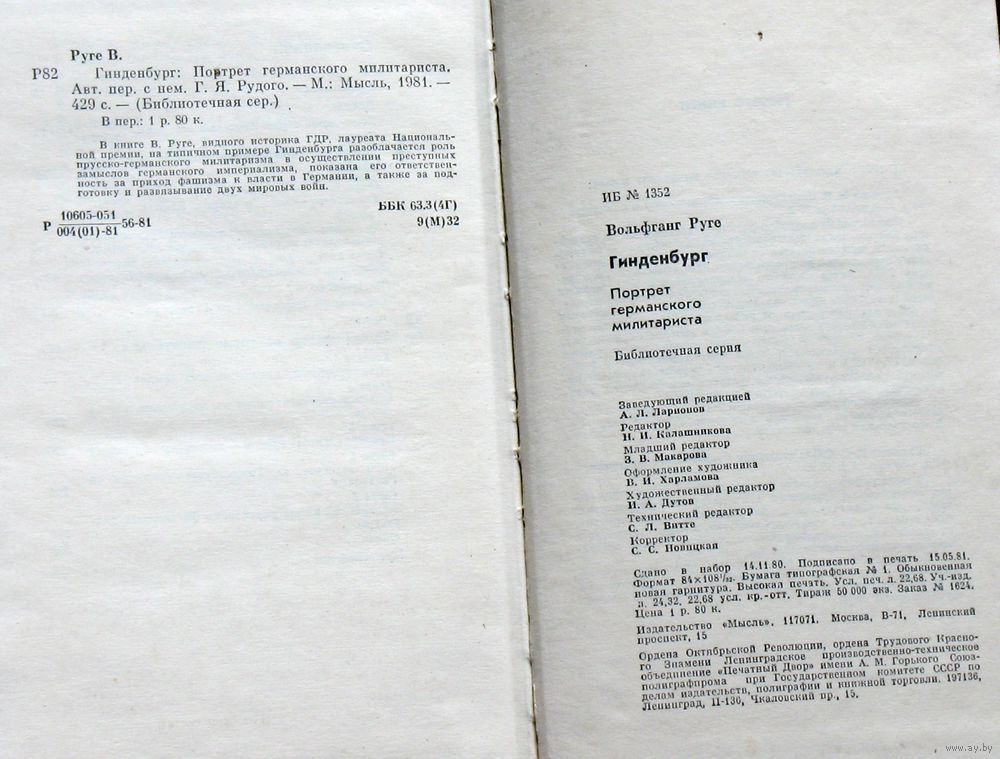 Руге В.
Р82 Гинденбург: Портрет германского милитариста.
Авт. пер. с нем. Г. Я. Рудого. — М.: Мысль, 1981. —
429 с. — (Библиотечная сер.)
В пер.: 1 р. 80 к.
В книге В. Руге, видного историка ГДР, лауреата Националь-
ной премии, на типичном примере Гинденбурга разоблачается роль
прусско-германского милитаризма в осуществлении преступных
замыслов германского империализма, показана его ответствен-
ность за приход фашизма к власти в Германии, а также за под-
готовку и развязывание двух мировых войн.
Р 10605-051
004(01)-81 56-81
ББК 63.3(4Г)
9(М)32
ИБ № 1352
Вольфганг Руге
Гинденбург
Портрет
германского
милитариста
Библиотечная серия
Заведующий редакцией
А. Л. Ларионов
Редактор
Н. И. Калашникова
Младший редактор
З. В. Макарова
Оформление художника
В. И. Харламова
Художественный редактор
И. А. Дутов
Технический редактор
С. Л. Витте
Корректор
С. С. Новицкая
Сдано в набор 14.11.80. Подписано в печать 15.05.81.
Формат 84×108¹/₃₂. Бумага типографская № 1. Обыкновенная
новая гарнитура. Высокая печать. Усл. печ. л. 22,68. Уч.-изд.
л. 24,32. 22,68 усл. кр.-отт. Тираж 50 000 экз. Заказ № 1624.
Цена 1 р. 80 к.
Издательство «Мысль». 117071. Москва, В-71, Ленинский
проспект, 15
Ордена Октябрьской Революции, ордена Трудового Красно-
го Знамени Ленинградское производственно-техническое
объединение «Печатный Двор» имени А. М. Горького Союз-
полиграфпрома при Государственном комитете СССР по
делам издательств, полиграфии и книжной торговли. 197136,
Ленинград, П-136, Чкаловский пр., 15.
www.ay.by